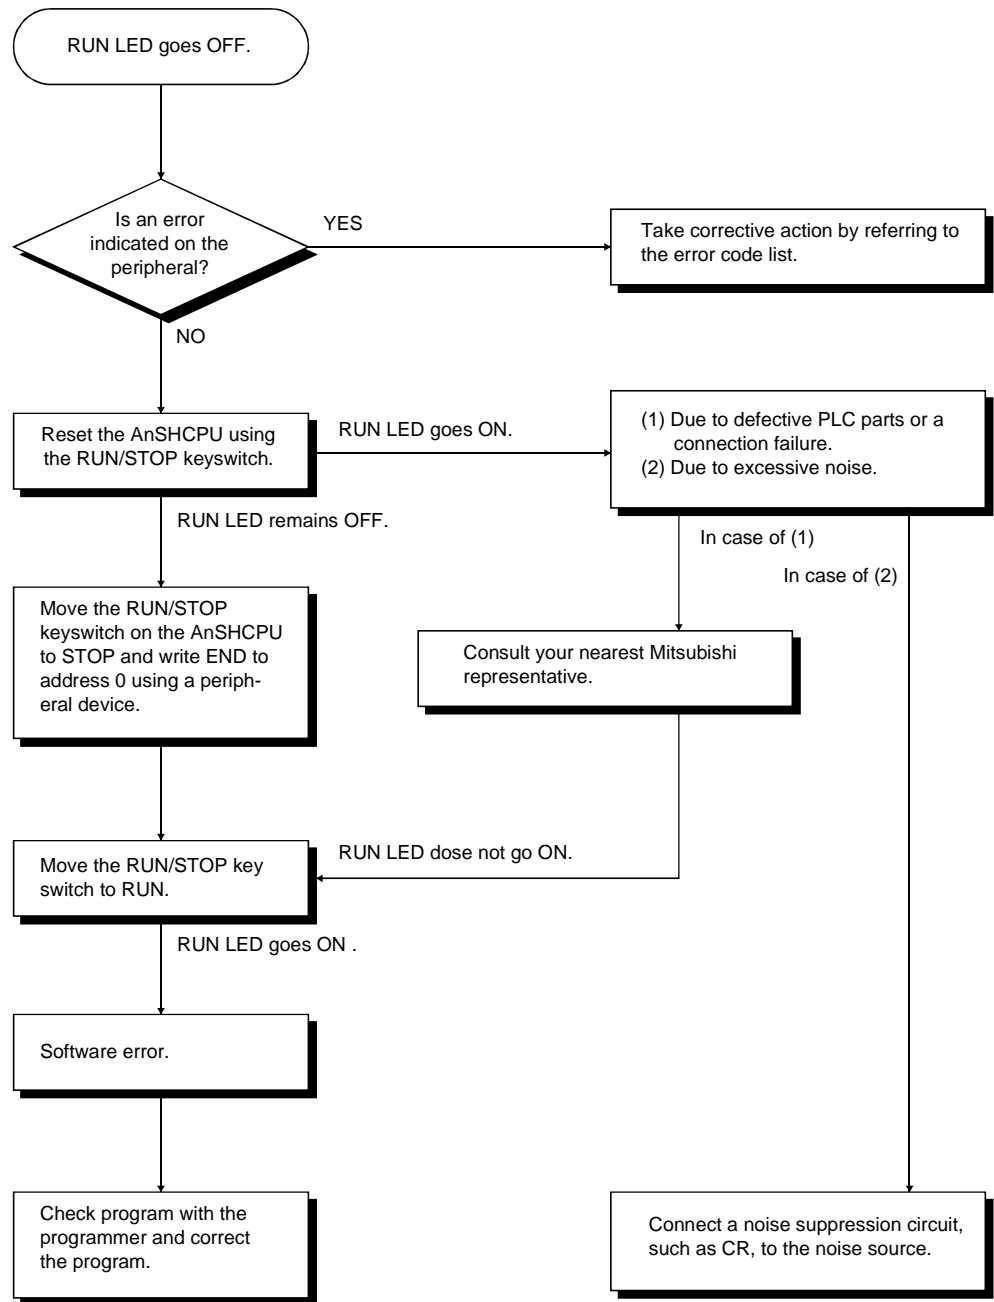 RUN LED goes OFF.
Is an error
indicated on the
peripheral?
YES
Take corrective action by referring to
the error code list.
NO
Reset the AnSHCPU using
the RUN/STOP keyswitch.
RUN LED goes ON.
(1) Due to defective PLC parts or a
connection failure.
(2) Due to excessive noise.
RUN LED remains OFF.
In case of (1)
In case of (2)
Move the RUN/STOP
keyswitch on the AnSHCPU
to STOP and write END to
address 0 using a periph-
eral device.
Consult your nearest Mitsubishi
representative.
RUN LED dose not go ON.
Move the RUN/STOP key
switch to RUN.
RUN LED goes ON .
Software error.
Check program with the
programmer and correct
the program.
Connect a noise suppression circuit,
such as CR, to the noise source.